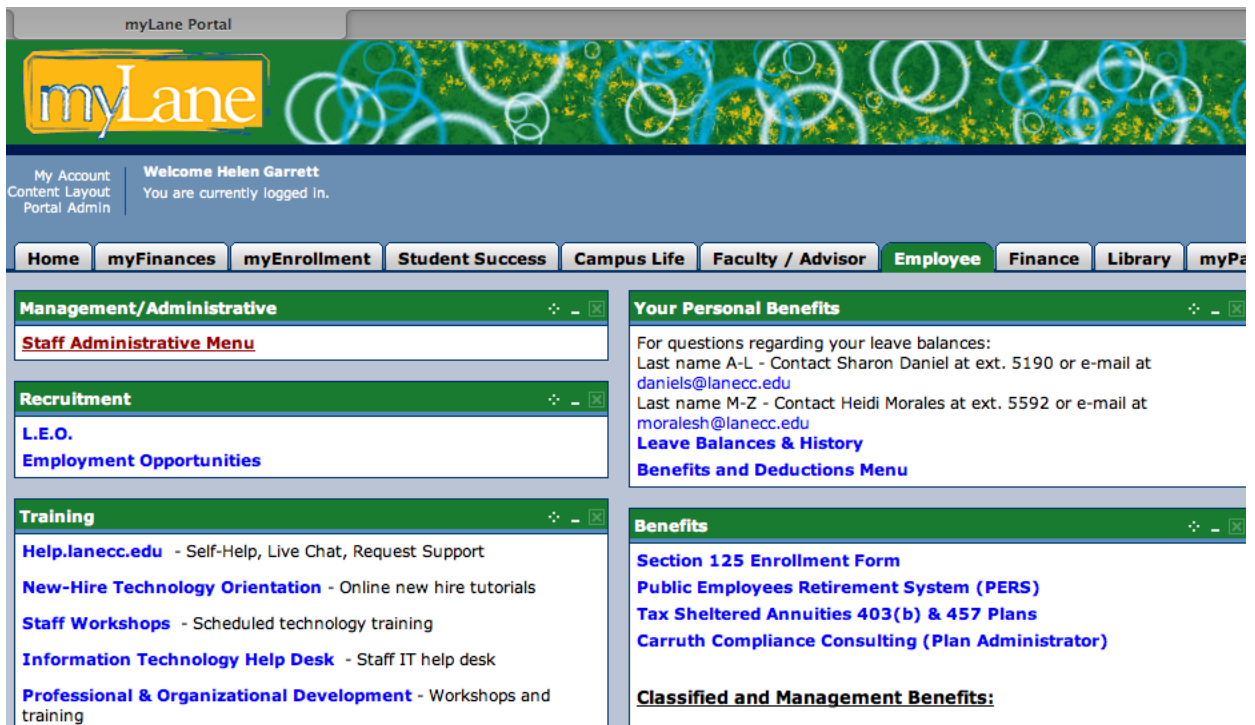 myLane Portal
myLane
My Account
Content Layout
Portal Admin
Welcome Helen Garrett
You are currently logged in.
Home myFinances myEnrollment Student Success Campus Life Faculty / Advisor Employee Finance Library myPa
Management/Administrative
Staff Administrative Menu
Recruitment
L.E.O.
Employment Opportunities
Training
Help.lanecc.edu - Self-Help, Live Chat, Request Support
New-Hire Technology Orientation - Online new hire tutorials
Staff Workshops - Scheduled technology training
Information Technology Help Desk - Staff IT help desk
Professional & Organizational Development - Workshops and
training
Your Personal Benefits
For questions regarding your leave balances:
Last name A-L - Contact Sharon Daniel at ext. 5190 or e-mail at
daniels@lanecc.edu
Last name M-Z - Contact Heidi Morales at ext. 5592 or e-mail at
moralesh@lanecc.edu
Leave Balances & History
Benefits and Deductions Menu
Benefits
Section 125 Enrollment Form
Public Employees Retirement System (PERS)
Tax Sheltered Annuities 403(b) & 457 Plans
Carruth Compliance Consulting (Plan Administrator)
Classified and Management Benefits: